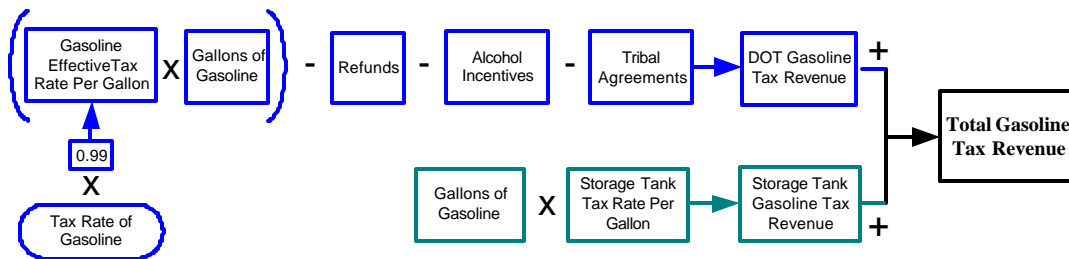 Gasoline
EffectiveTax
Rate Per Gallon
X
Gallons of
Gasoline
-
Refunds
-
Alcohol
Incentives
-
Tribal
Agreements
DOT Gasoline
Tax Revenue
+
0.99
X
Tax Rate of
Gasoline
Gallons of
Gasoline
X
Storage Tank
Tax Rate Per
Gallon
Storage Tank
Gasoline Tax
Revenue
+
Total Gasoline
Tax Revenue